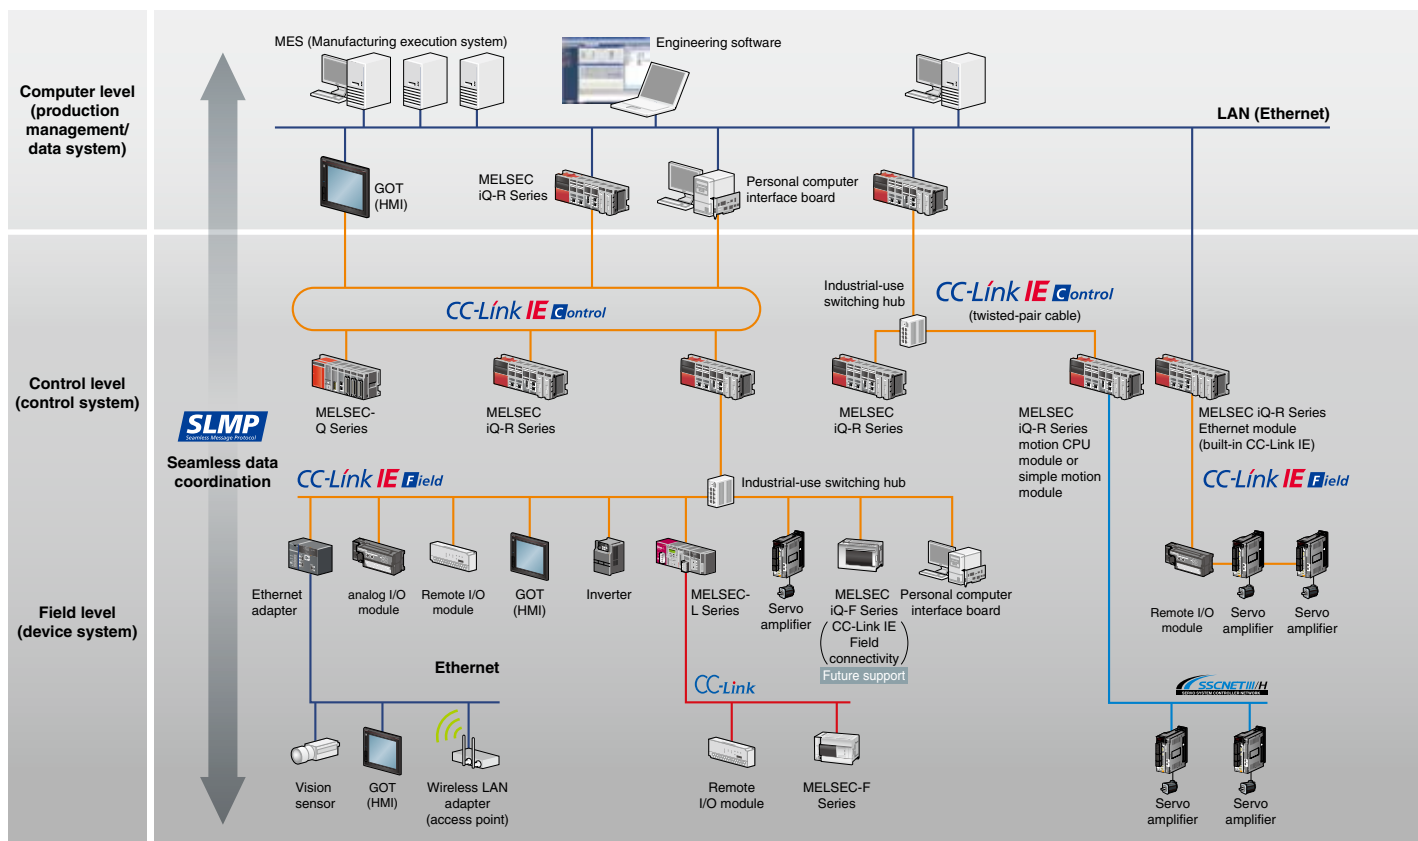 Computer level
(production
management/
data system)
MES (Manufacturing execution system)
Engineering software
LAN (Ethernet)
GOT
(HMI)
MELSEC
iQ-R Series
Personal computer
interface board
Control level
(control system)
SLMP
Seamless Message Protocol
Seamless data
coordination
CC-Link IE Control
Industrial-use
switching hub
CC-Link IE Control
(twisted-pair cable)
MELSEC-
Q Series
MELSEC
iQ-R Series
MELSEC
iQ-R Series
MELSEC
iQ-R Series
motion CPU
module or
simple motion
module
MELSEC iQ-R Series
Ethernet module
(built-in CC-Link IE)
CC-Link IE Field
Industrial-use switching hub
CC-Link IE Field
Field level
(device system)
Ethernet
adapter
analog I/O
module
Remote I/O
module
GOT
(HMI)
Inverter
MELSEC-
L Series
Servo
amplifier
MELSEC
iQ-F Series
(CC-Link IE
Field
connectivity)
Future support
Personal computer
interface board
Remote I/O
module
Servo
amplifier
Servo
amplifier
Ethernet
CC-Link
SSCNETIII/H
SERVO SYSTEM CONTROLLER NETWORK
Vision
sensor
GOT
(HMI)
Wireless LAN
adapter
(access point)
Remote
I/O module
MELSEC-F
Series
Servo
amplifier
Servo
amplifier